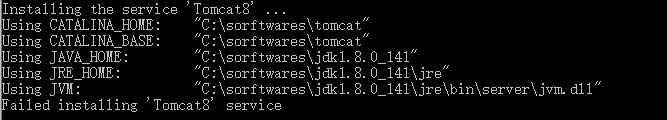 Installing the service 'Tomcat8' ...
Using CATALINA_HOME:    "C:\sorftwares\tomcat"
Using CATALINA_BASE:    "C:\sorftwares\tomcat"
Using JAVA_HOME:        "C:\sorftwares\jdk1.8.0_141"
Using JRE_HOME:         "C:\sorftwares\jdk1.8.0_141\jre"
Using JVM:              "C:\sorftwares\jdk1.8.0_141\jre\bin\server\jvm.dll"
Failed installing 'Tomcat8' service